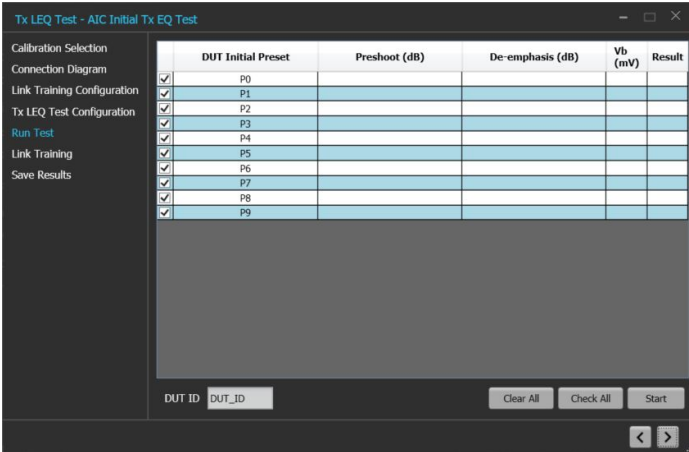 Tx LEQ Test - AIC Initial Tx EQ Test
Calibration Selection
Connection Diagram
Link Training Configuration
Tx LEQ Test Configuration
Run Test
Link Training
Save Results
DUT Initial Preset Preshoot (dB) De-emphasis (dB) Vb (mV) Result
P0
P1
P2
P3
P4
P5
P6
P7
P8
P9
DUT ID DUT_ID Clear All Check All Start